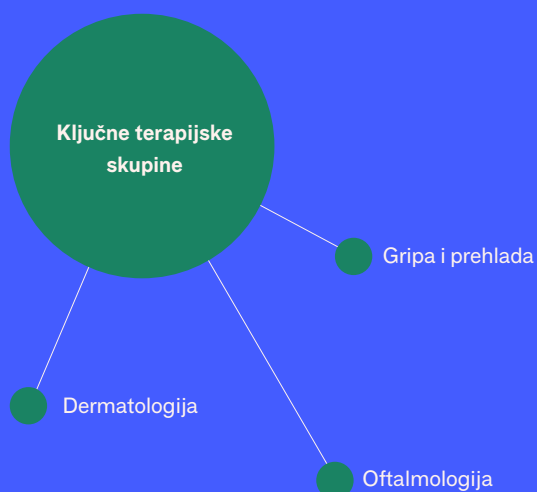 Ključne terapijske
skupine
Gripa i prehlada
Dermatologija
Oftalmologija